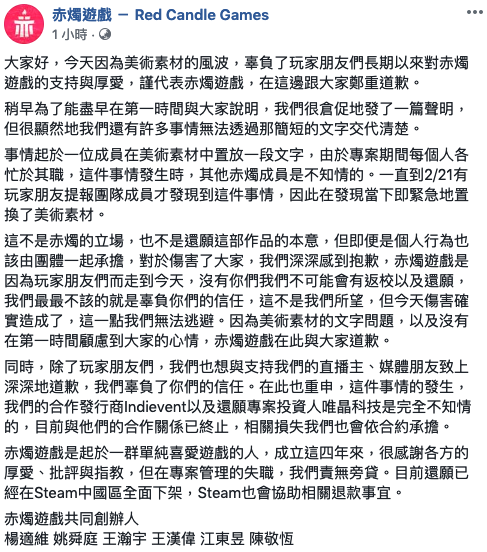 赤燭遊戲 － Red Candle Games
1 小時 ·
大家好，今天因為美術素材的風波，辜負了玩家朋友們長期以來對赤燭
遊戲的支持與厚愛，謹代表赤燭遊戲，在這邊跟大家鄭重道歉。
稍早為了能盡早在第一時間與大家說明，我們很倉促地發了一篇聲明，
但很顯然地我們還有許多事情無法透過那簡短的文字交代清楚。
事情起於一位成員在美術素材中置放一段文字，由於專案期間每個人各
忙於其職，這件事情發生時，其他赤燭成員是不知情的。一直到2/21有
玩家朋友提報團隊成員才發現到這件事情，因此在發現當下即緊急地置
換了美術素材。
這不是赤燭的立場，也不是還願這部作品的本意，但即便是個人行為也
該由團體一起承擔，對於傷害了大家，我們深深感到抱歉，赤燭遊戲是
因為玩家朋友們而走到今天，沒有你們我們不可能會有返校以及還願，
我們最最不該的就是辜負你們的信任，這不是我們所望，但今天傷害確
實造成了，這一點我們無法逃避。因為美術素材的文字問題，以及沒有
在第一時間顧慮到大家的心情，赤燭遊戲在此與大家道歉。
同時，除了玩家朋友們，我們也想與支持我們的直播主、媒體朋友致上
深深地道歉，我們辜負了你們的信任。在此也重申，這件事情的發生，
我們的合作發行商Indievent以及還願專案投資人唯晶科技是完全不知情
的，目前與他們的合作關係已終止，相關損失我們也會依合約承擔。
赤燭遊戲是起於一群單純喜愛遊戲的人，成立這四年來，很感謝各方的
厚愛、批評與指教，但在專案管理的失職，我們責無旁貸。目前還願已
經在Steam中國區全面下架，Steam也會協助相關退款事宜。
赤燭遊戲共同創辦人
楊適維 姚舜庭 王瀚宇 王漢偉 江東昱 陳敬恆